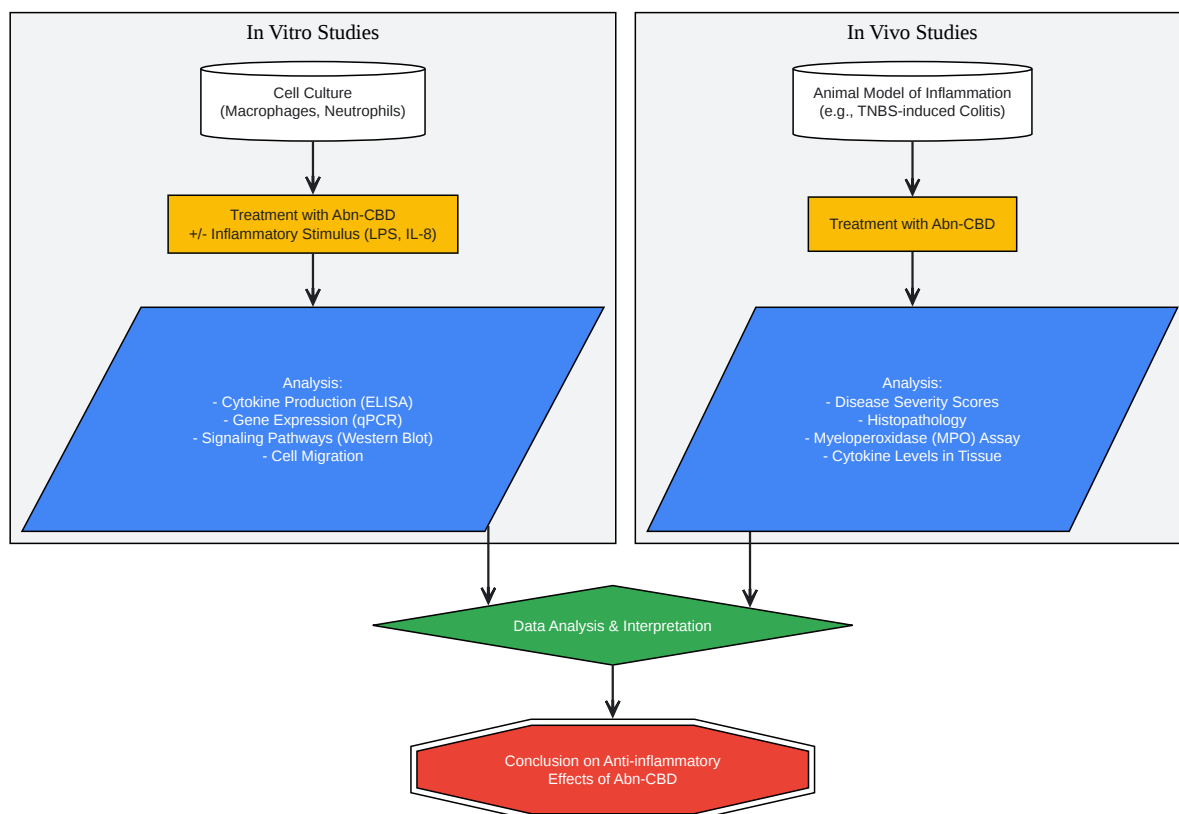 In Vitro Studies
Cell Culture
(Macrophages, Neutrophils)
Treatment with Abn-CBD
+/- Inflammatory Stimulus (LPS, IL-8)
Analysis:
- Cytokine Production (ELISA)
- Gene Expression (qPCR)
- Signaling Pathways (Western Blot)
- Cell Migration
In Vivo Studies
Animal Model of Inflammation
(e.g., TNBS-induced Colitis)
Treatment with Abn-CBD
Analysis:
- Disease Severity Scores
- Histopathology
- Myeloperoxidase (MPO) Assay
- Cytokine Levels in Tissue
Data Analysis & Interpretation
Conclusion on Anti-inflammatory
Effects of Abn-CBD